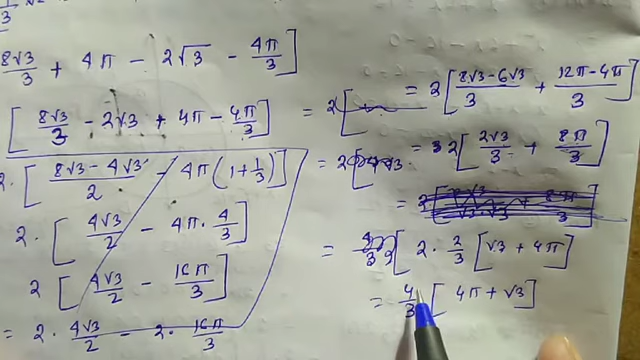 8√3/3 + 4π - 2√3 - 4π/3]
[8√3/3 - 2√3 + 4π - 4π/3]
2·[8√3 - 4√3/2 - 4π(1 + 1/3)]
2·[4√3/2 - 4π·4/3]
2[4√3/2 - 16π/3]
= 2·4√3/2 - 2·16π/3
= 2[
= 2[8√3 - 6√3/3 + 12π - 4π/3]
= 2[2√3/3 + 8π/3]
= [2·2/3[√3 + 4π]
= 4/3[4π + √3]